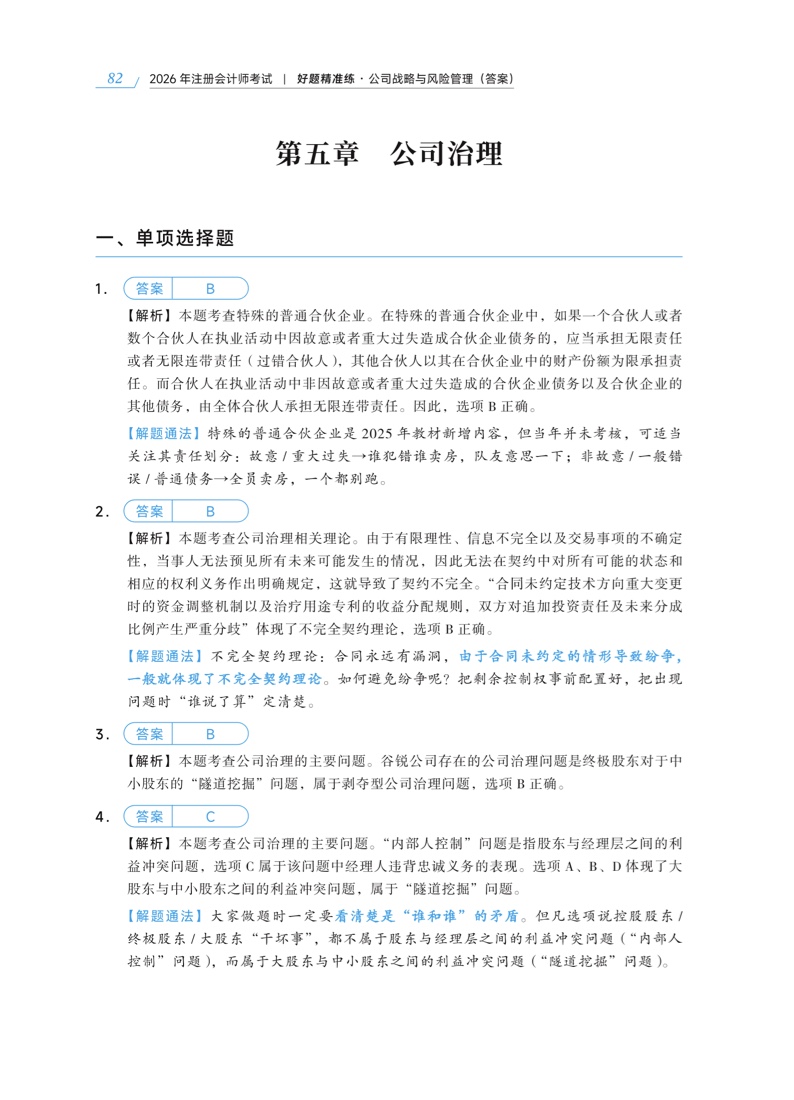 82 2026 年注册会计师考试 | 好题精准练·公司战略与风险管理（答案）
第五章 公司治理
一、单项选择题
1. 答案 B
【解析】本题考查特殊的普通合伙企业。在特殊的普通合伙企业中，如果一个合伙人或者
数个合伙人在执业活动中因故意或者重大过失造成合伙企业债务的，应当承担无限责任
或者无限连带责任（过错合伙人），其他合伙人以其在合伙企业中的财产份额为限承担责
任。而合伙人在执业活动中非因故意或者重大过失造成的合伙企业债务以及合伙企业的
其他债务，由全体合伙人承担无限连带责任。因此，选项 B 正确。
【解题通法】特殊的普通合伙企业是 2025 年教材新增内容，但当年并未考核，可适当
关注其责任划分：故意 / 重大过失→谁犯错谁卖房，队友意思一下；非故意 / 一般错
误 / 普通债务→全员卖房，一个都别跑。
2. 答案 B
【解析】本题考查公司治理相关理论。由于有限理性、信息不完全以及交易事项的不确定
性，当事人无法预见所有未来可能发生的情况，因此无法在契约中对所有可能的状态和
相应的权利义务作出明确规定，这就导致了契约不完全。“合同未约定技术方向重大变更
时的资金调整机制以及治疗用途专利的收益分配规则，双方对追加投资责任及未来分成
比例产生严重分歧”体现了不完全契约理论，选项 B 正确。
【解题通法】不完全契约理论：合同永远有漏洞，由于合同未约定的情形导致纷争，
一般就体现了不完全契约理论。如何避免纷争呢？把剩余控制权事前配置好，把出现
问题时“谁说了算”定清楚。
3. 答案 B
【解析】本题考查公司治理的主要问题。谷锐公司存在的公司治理问题是终极股东对于中
小股东的“隧道挖掘”问题，属于剥夺型公司治理问题，选项 B 正确。
4. 答案 C
【解析】本题考查公司治理的主要问题。“内部人控制”问题是指股东与经理层之间的利
益冲突问题，选项 C 属于该问题中经理人违背忠诚义务的表现。选项 A、B、D 体现了大
股东与中小股东之间的利益冲突问题，属于“隧道挖掘”问题。
【解题通法】大家做题时一定要看清楚是“谁和谁”的矛盾。但凡选项说控股股东 /
终极股东 / 大股东“干坏事”，都不属于股东与经理层之间的利益冲突问题（“内部人
控制”问题），而属于大股东与中小股东之间的利益冲突问题（“隧道挖掘”问题）。